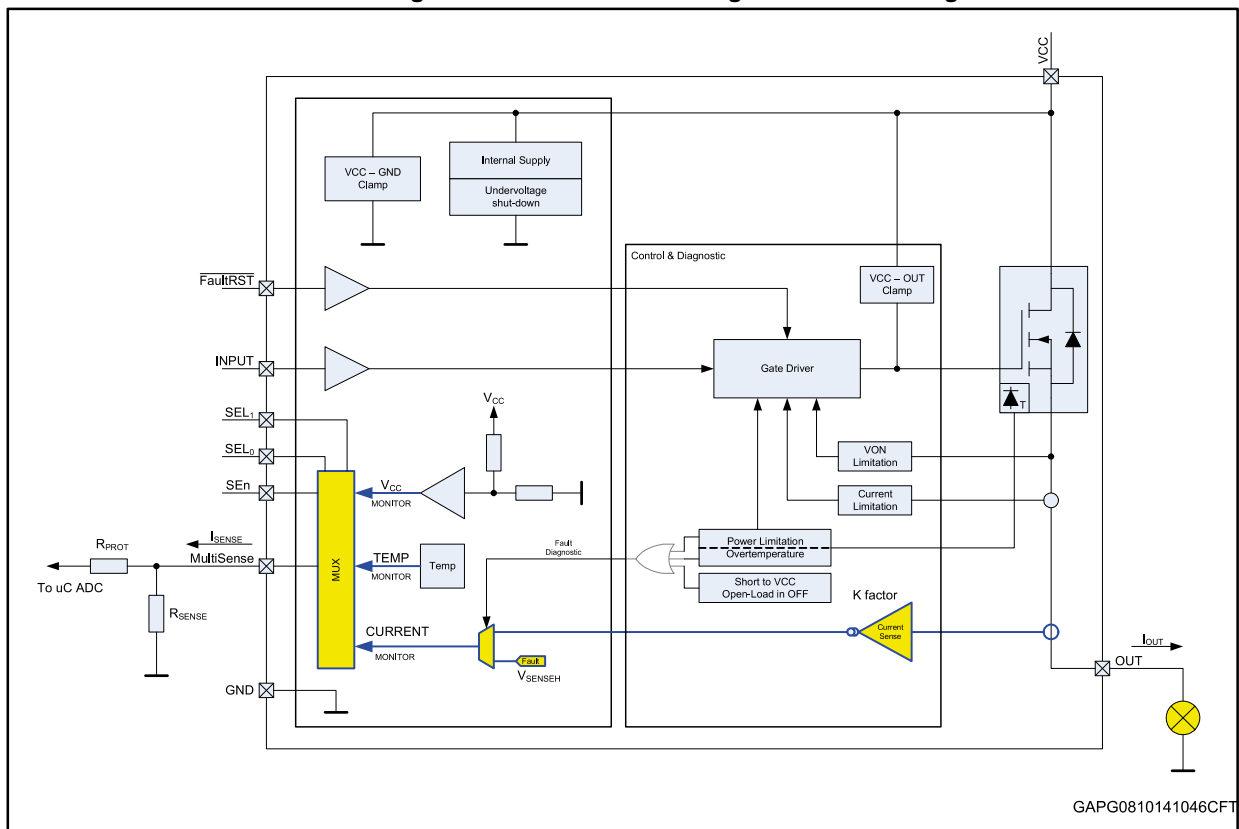 VCC
VCC – GND
Clamp
Internal Supply
Undervoltage
shut-down
Control & Diagnostic
FaultRST
VCC – OUT
Clamp
INPUT
Gate Driver
T
SEL1
VCC
SEL0
VON
Limitation
SEn
VCC
MONITOR
Current
Limitation
ISENSE
RPROT
MultiSense
MUX
TEMP
MONITOR
Temp
Fault
Diagnostic
Power Limitation
Overtemperature
To uC ADC
Short to VCC
Open-Load in OFF
RSENSE
K factor
CURRENT
MONITOR
Current
Sense
Fault
VSENSEH
IOUT
OUT
GND
GAPG0810141046CFT